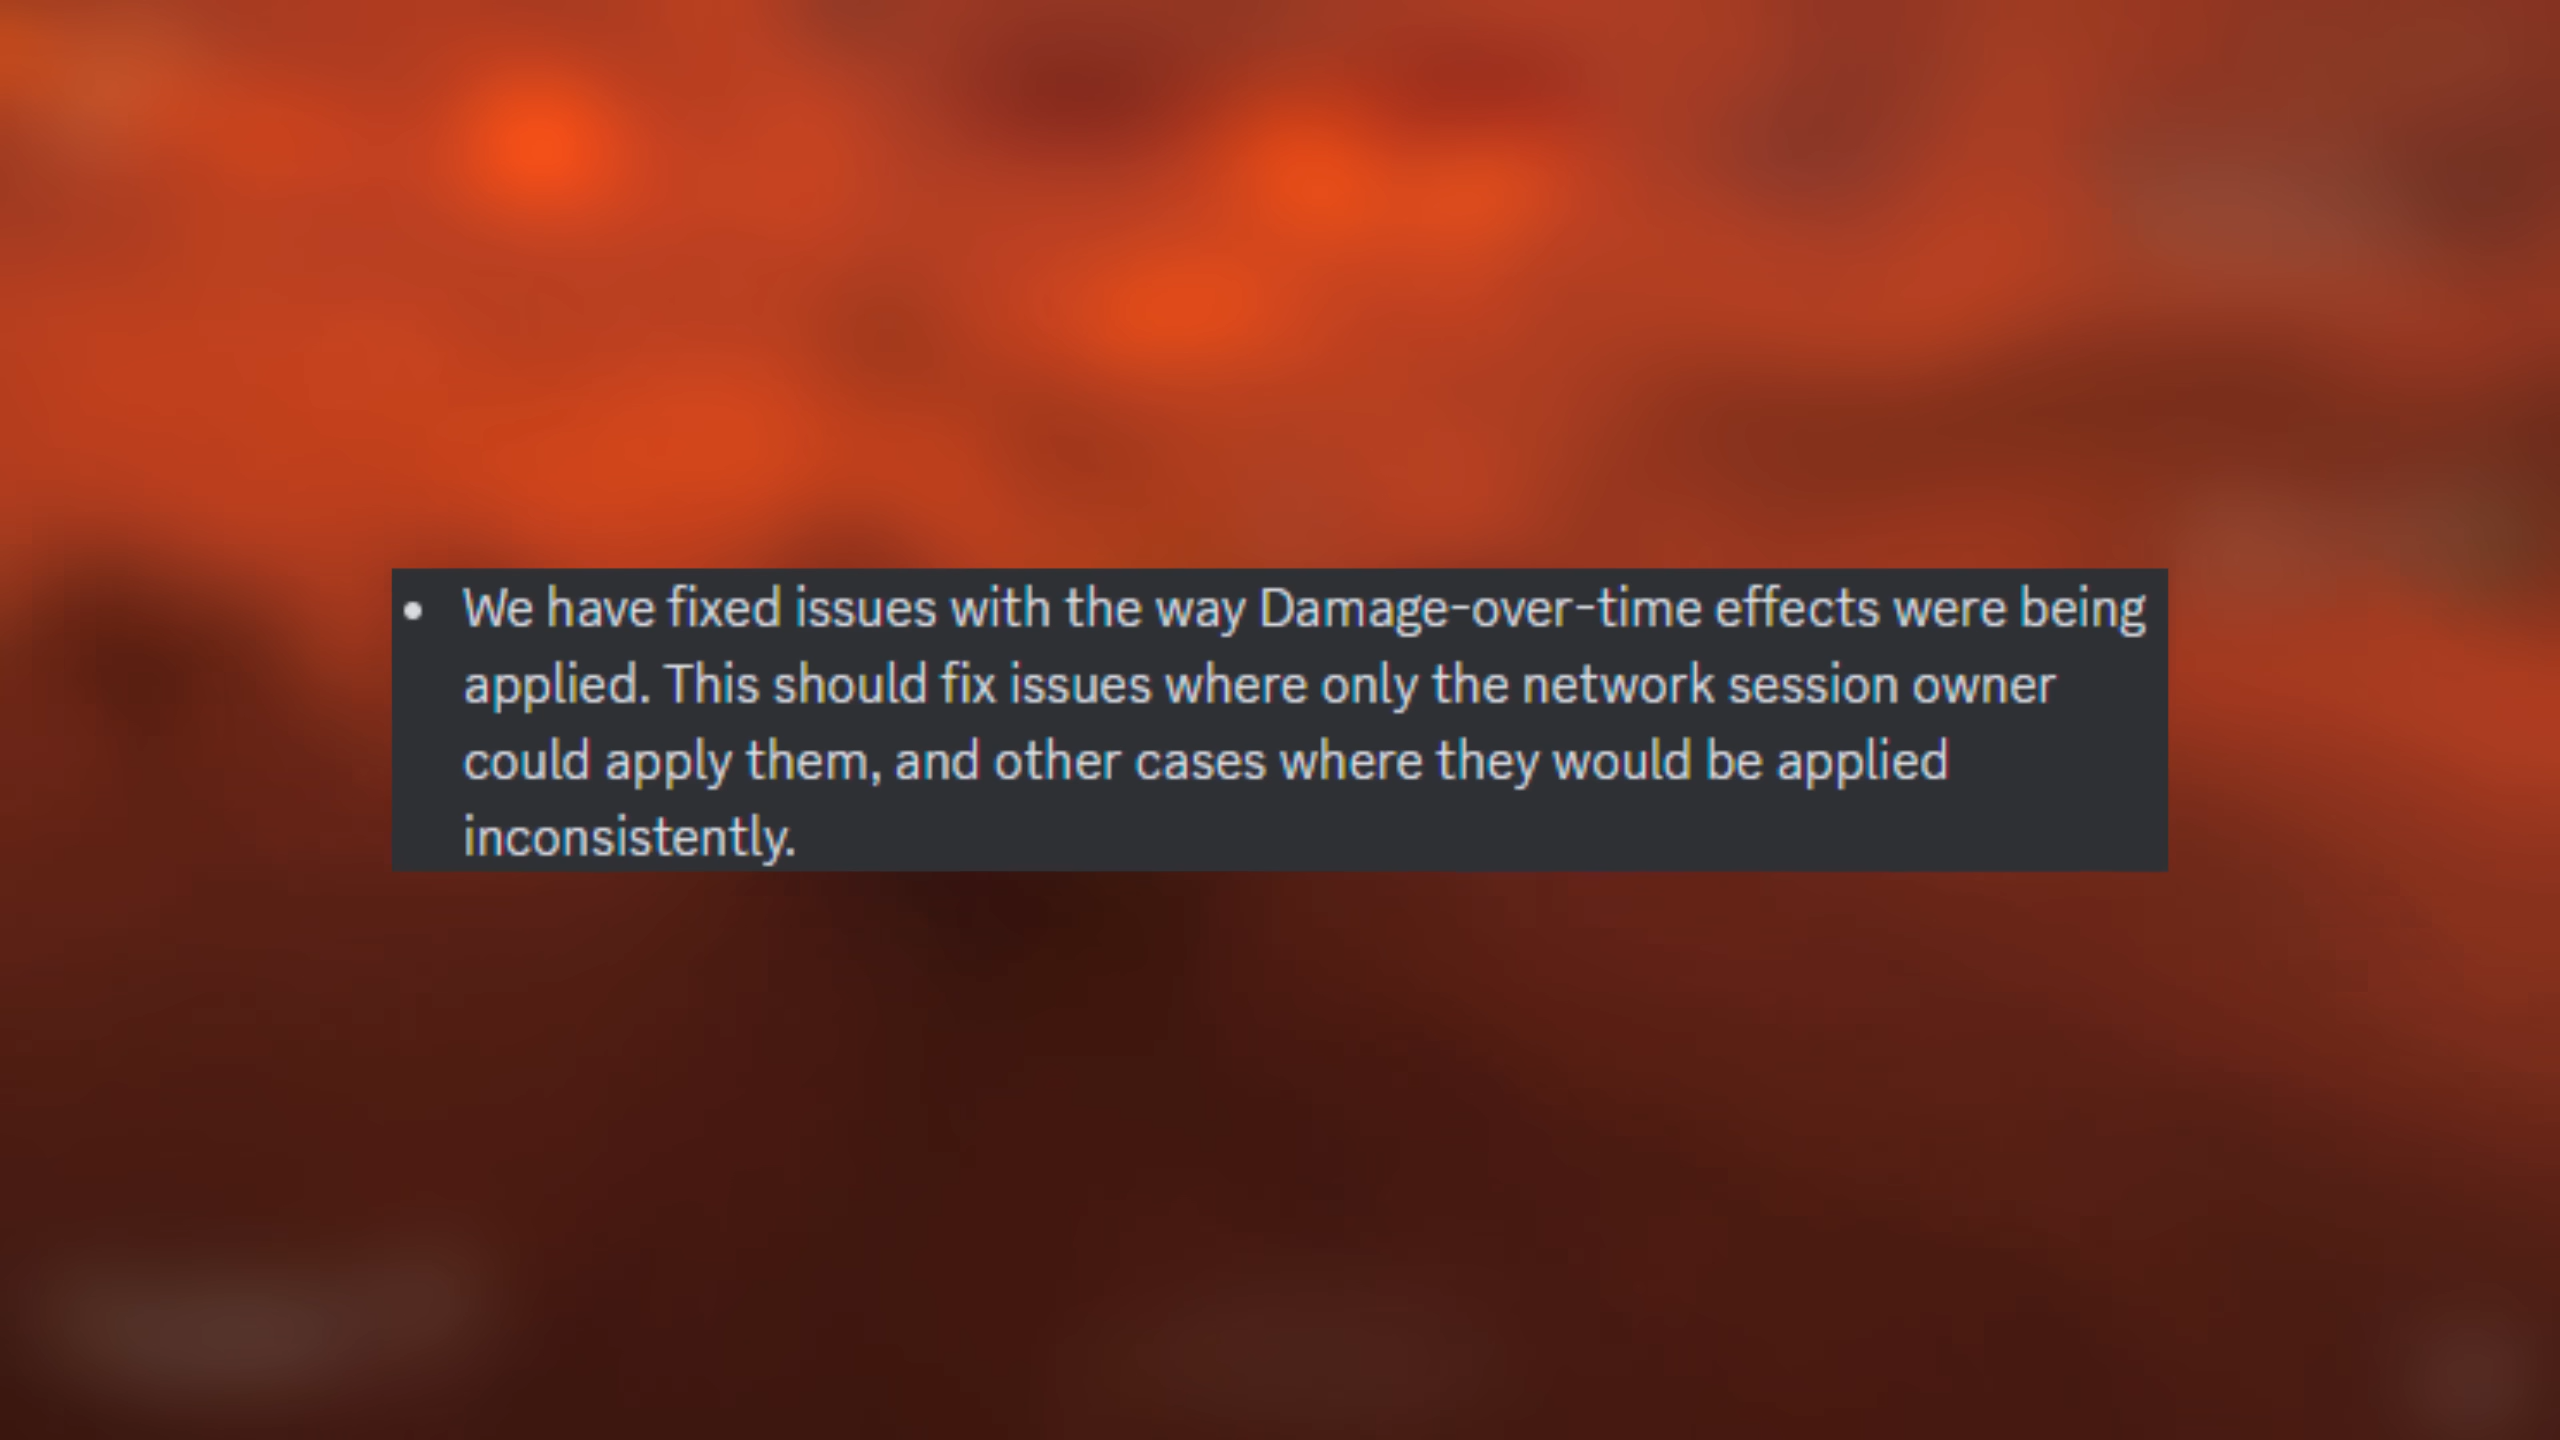 • We have fixed issues with the way Damage-over-time effects were being
applied. This should fix issues where only the network session owner
could apply them, and other cases where they would be applied
inconsistently.